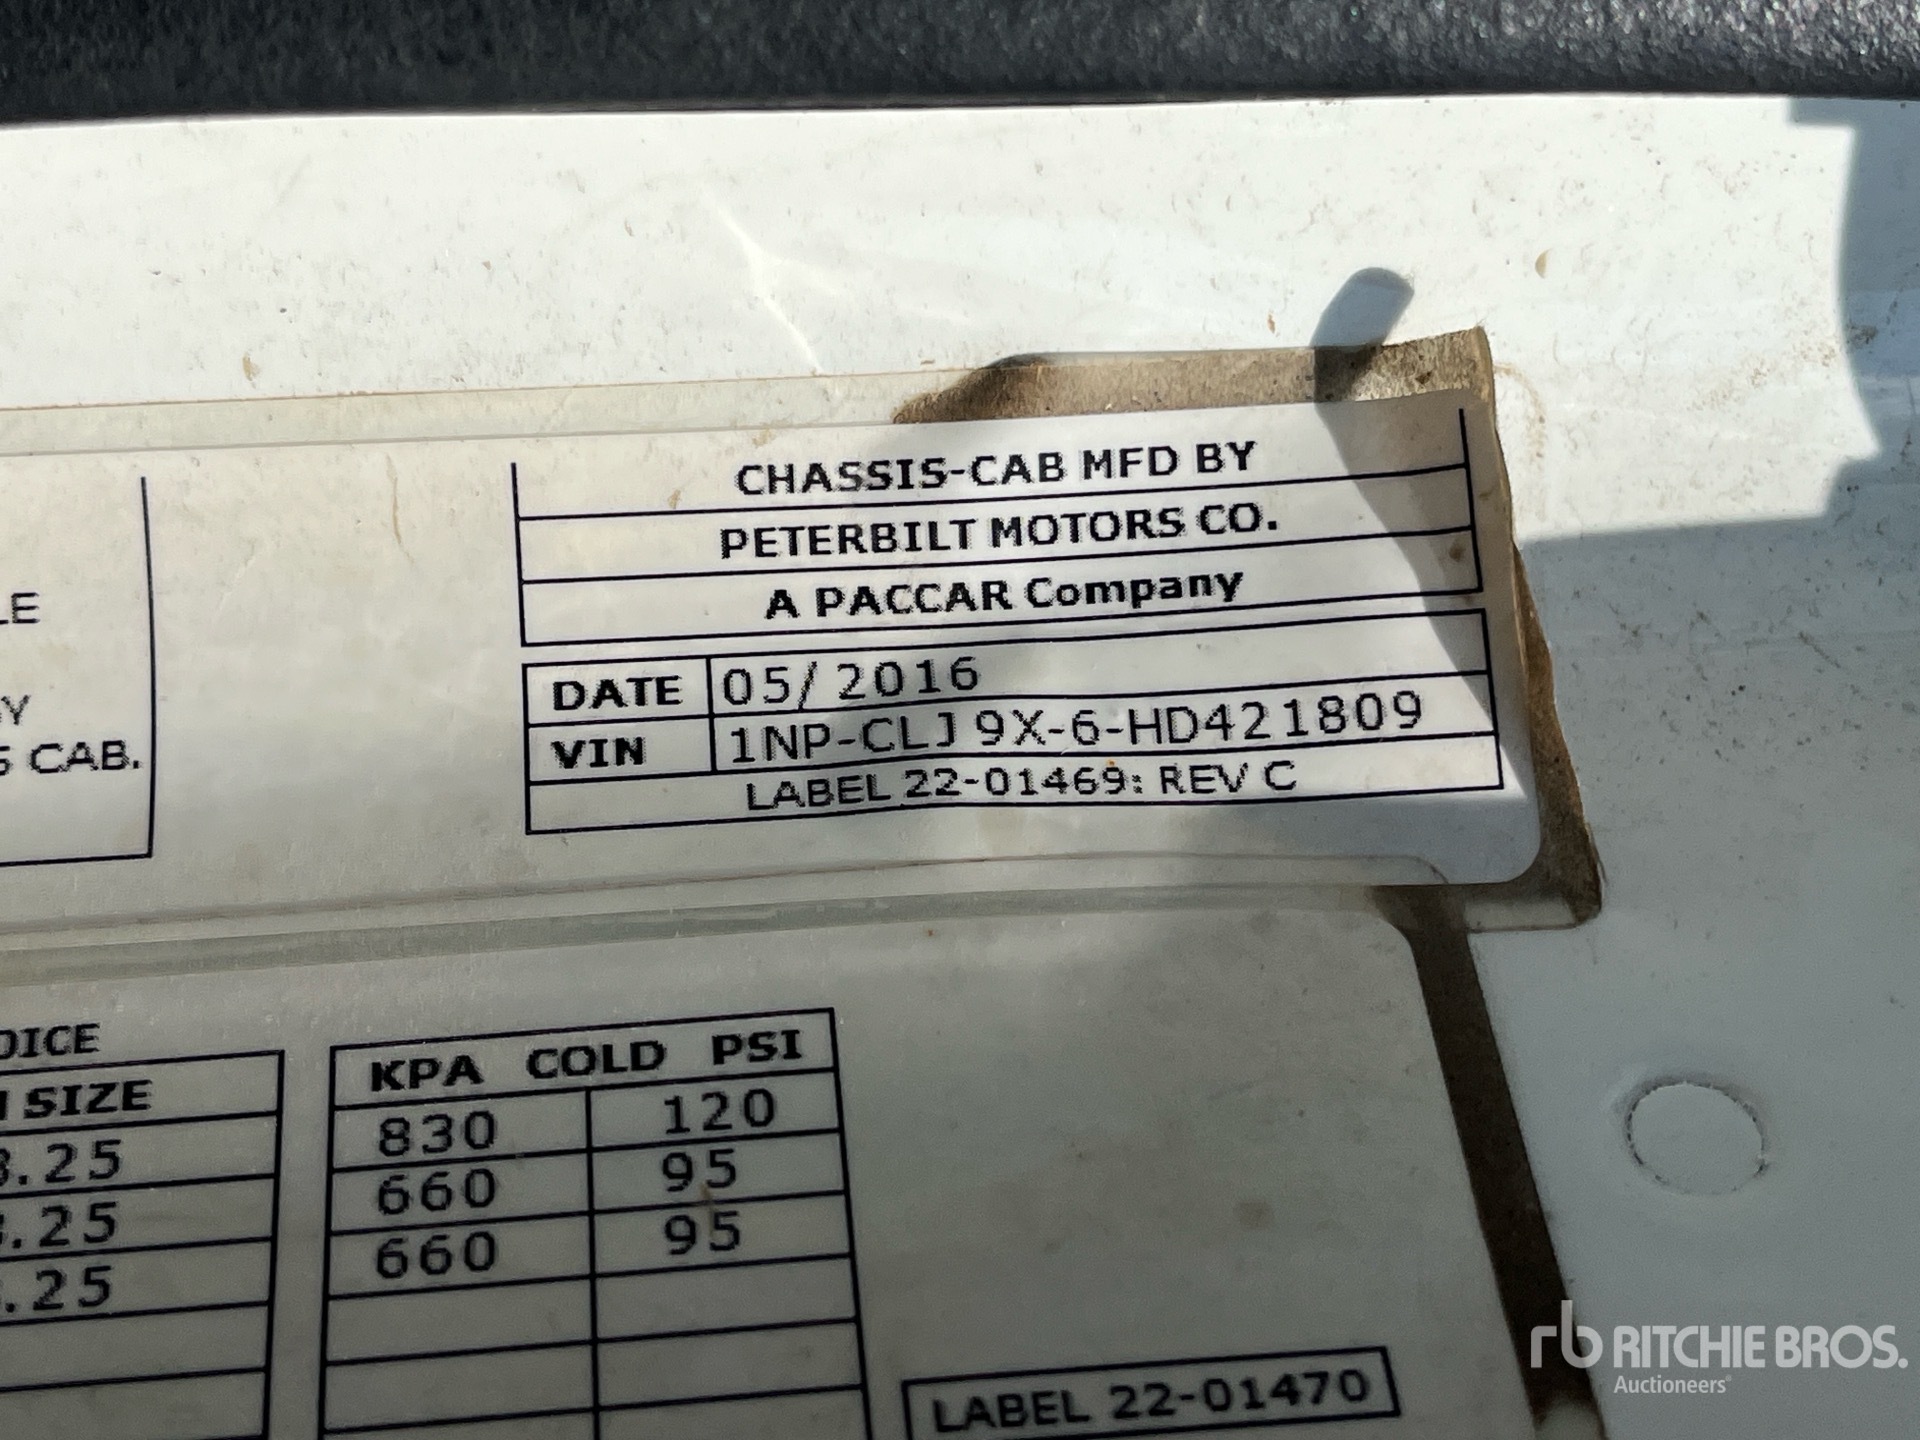 CHASSIS-CAB MFD BY
PETERBILT MOTORS CO.
A PACCAR Company
LE
DATE 05/2016
VIN 1NP-CLJ9X-6-HD421809
LABEL 22-01469: REV C
CAB.
SIZE
KPA COLD PSI
830 120
.25 660 95
.25 660 95
.25
LABEL 22-01470
rb RITCHIE BROS.
Auctioneers